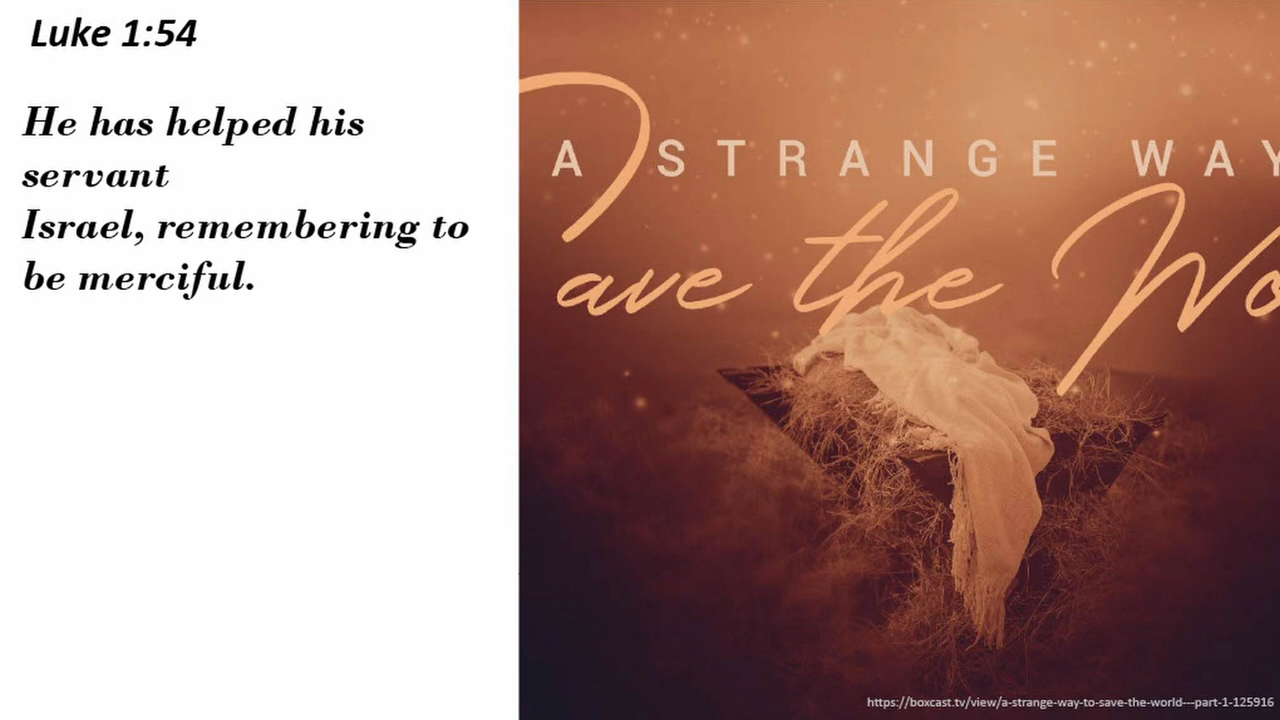 Luke 1:54
He has helped his
servant
Israel, remembering to
be merciful.
A STRANGE WAY
ave the Wo
https://boxcast.tv/view/a-strange-way-to-save-the-world---part-1-125916